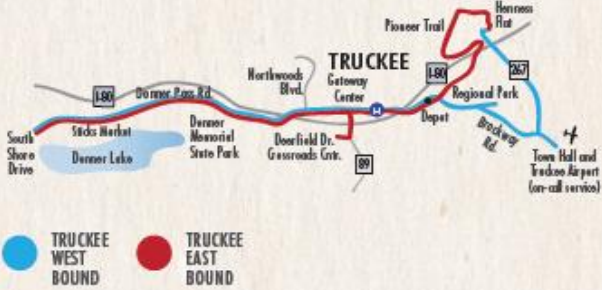 Henness
Flat
Pioneer Trail
TRUCKEE
Northwoods
Blvd.
Gateway
Center
I-80
267
I-80
Donner Pass Rd.
H
Regional Park
Depot
Brockway
Rd.
South
Shore
Drive
Sticks Market
Donner Lake
Donner
Memorial
State Park
Deerfield Dr.
Crossroads Cntr.
89
Town Hall and
Truckee Airport
(on-call service)
TRUCKEE
WEST
BOUND
TRUCKEE
EAST
BOUND